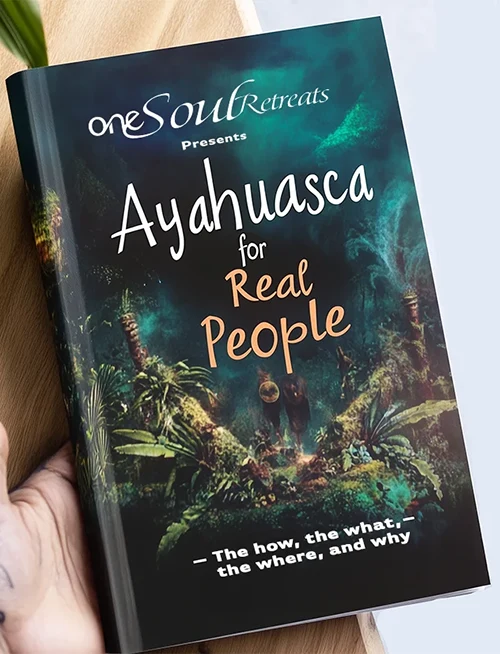 oneSoulRetreats
Presents
Ayahuasca
for
Real
People
– The how, the what, –
the where, and why